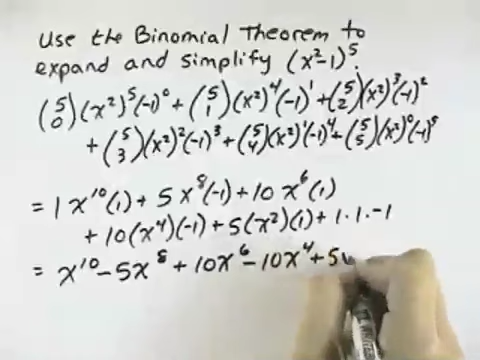 Use the Binomial Theorem to
expand and simplify (x²-1)⁵.
(5 0)(x²)⁵(-1)⁰ + (5 1)(x²)⁴(-1)¹ + (5 2)(x²)³(-1)²
+ (5 3)(x²)²(-1)³ + (5 4)(x²)¹(-1)⁴ + (5 5)(x²)⁰(-1)⁵
= 1x¹⁰(1) + 5x⁸(-1) + 10x⁶(1)
+ 10(x⁴)(-1) + 5(x²)(1) + 1·1·-1
= x¹⁰ - 5x⁸ + 10x⁶ - 10x⁴ + 5